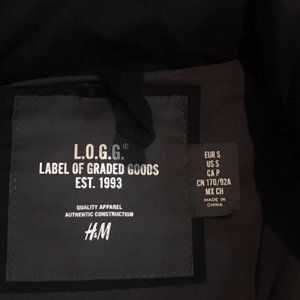 L.O.G.G.®
LABEL OF GRADED GOODS
EST. 1993
QUALITY APPAREL
AUTHENTIC CONSTRUCTION
H&M
EUR S
US S
CA P
CN 170/92A
MX CH
MADE IN
CHINA